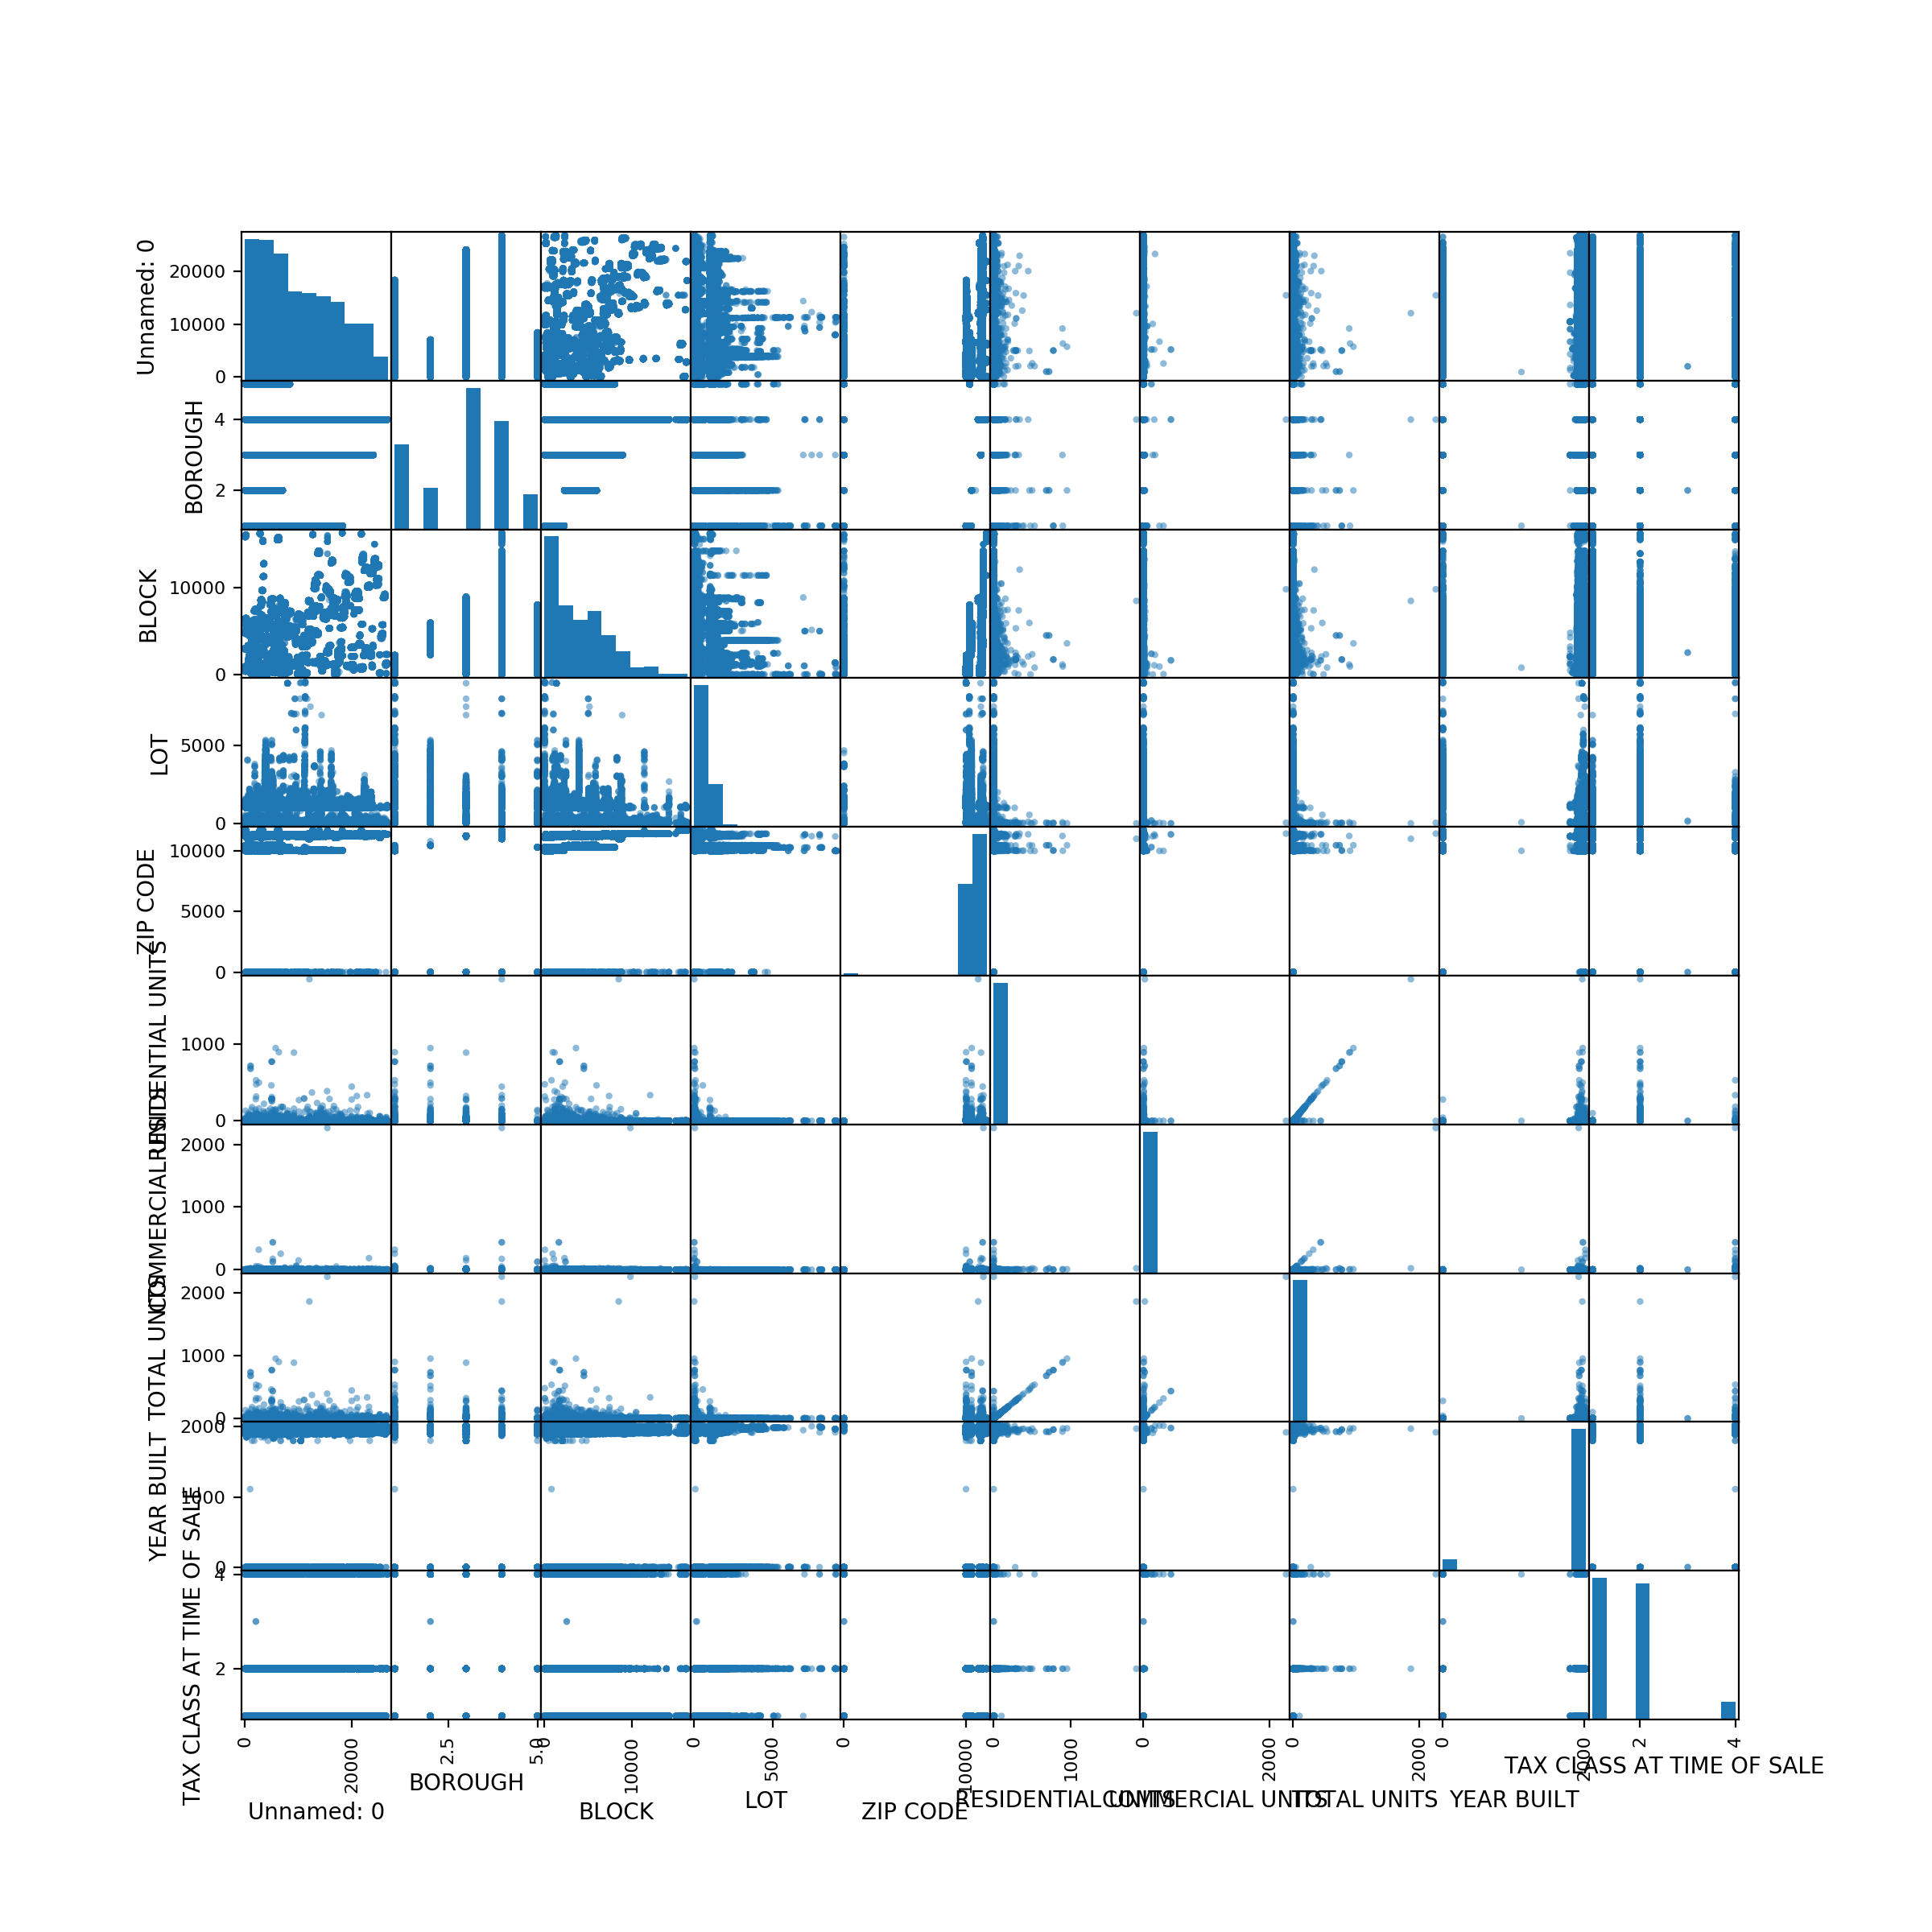 Unnamed: 0
20000
10000
0
BOROUGH
4
2
BLOCK
10000
0
LOT
5000
0
ZIP CODE
10000
5000
0
RESIDENTIAL UNITS
1000
0
COMMERCIAL UNITS
2000
1000
0
TOTAL UNITS
2000
1000
0
YEAR BUILT
2000
1000
0
TAX CLASS AT TIME OF SALE
4
2
0
20000
2.5
5.0
0
10000
0
5000
0
10000
0
1000
0
2000
0
2000
0
2000
2
4
Unnamed: 0
BOROUGH
BLOCK
LOT
ZIP CODE
RESIDENTIAL UNITS
COMMERCIAL UNITS
TOTAL UNITS
YEAR BUILT
TAX CLASS AT TIME OF SALE